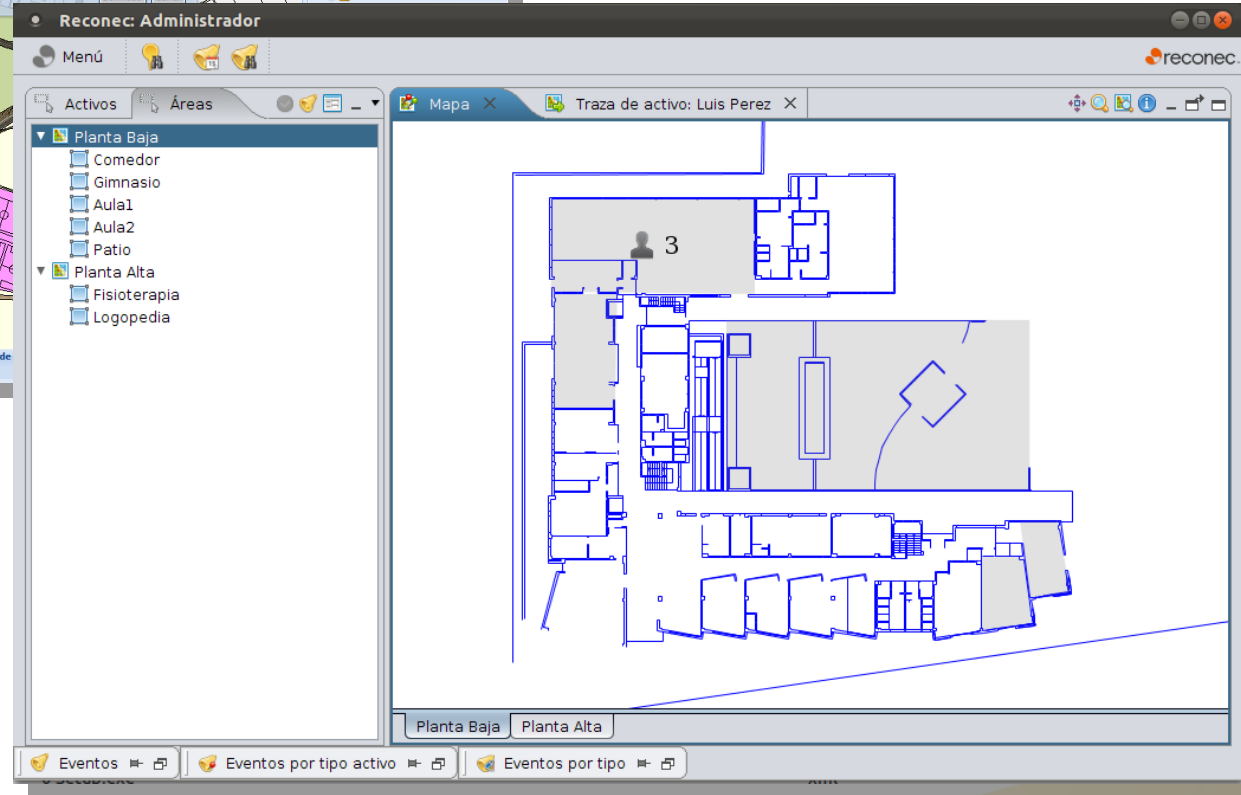 Reconec: Administrador
Menú
reconec
Activos
Áreas
Mapa
Traza de activo: Luis Perez
Planta Baja
Comedor
Gimnasio
Aula1
Aula2
Patio
Planta Alta
Fisioterapia
Logopedia
3
de
Planta Baja
Planta Alta
Eventos
Eventos por tipo activo
Eventos por tipo